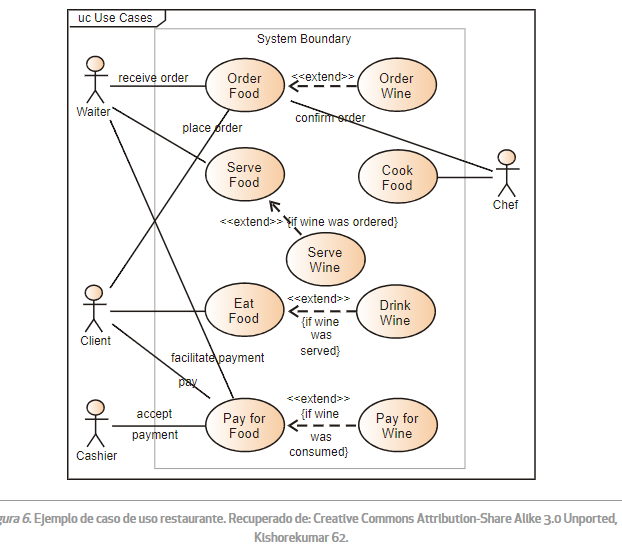 uc Use Cases
System Boundary
receive order
Order
Food
<<extend>>
Order
Wine
Waiter
place order
confirm order
Serve
Food
Cook
Food
Chef
<<extend>> {if wine was ordered}
Serve
Wine
Eat
Food
<<extend>>
{if wine
was
served}
Drink
Wine
Client
facilitate payment
pay
accept
payment
Pay for
Food
<<extend>>
{if wine
was
consumed}
Pay for
Wine
Cashier
gura 6. Ejemplo de caso de uso restaurante. Recuperado de: Creative Commons Attribution-Share Alike 3.0 Unported,
Kishorekumar 62.